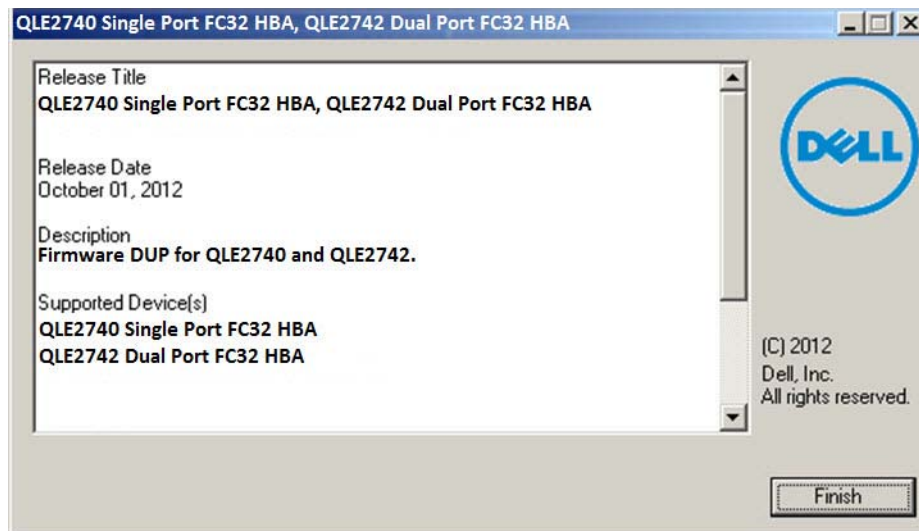 QLE2740 Single Port FC32 HBA, QLE2742 Dual Port FC32 HBA
Release Title
QLE2740 Single Port FC32 HBA, QLE2742 Dual Port FC32 HBA
Release Date
October 01, 2012
Description
Firmware DUP for QLE2740 and QLE2742.
Supported Device(s)
QLE2740 Single Port FC32 HBA
QLE2742 Dual Port FC32 HBA
DELL
(C) 2012
Dell, Inc.
All rights reserved.
Finish